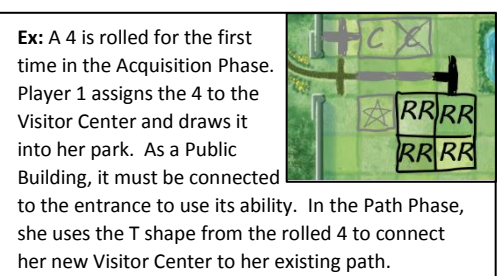 Ex: A 4 is rolled for the first
time in the Acquisition Phase.
Player 1 assigns the 4 to the
Visitor Center and draws it
into her park. As a Public
Building, it must be connected
to the entrance to use its ability. In the Path Phase,
she uses the T shape from the rolled 4 to connect
her new Visitor Center to her existing path.
C
RR RR
RR RR